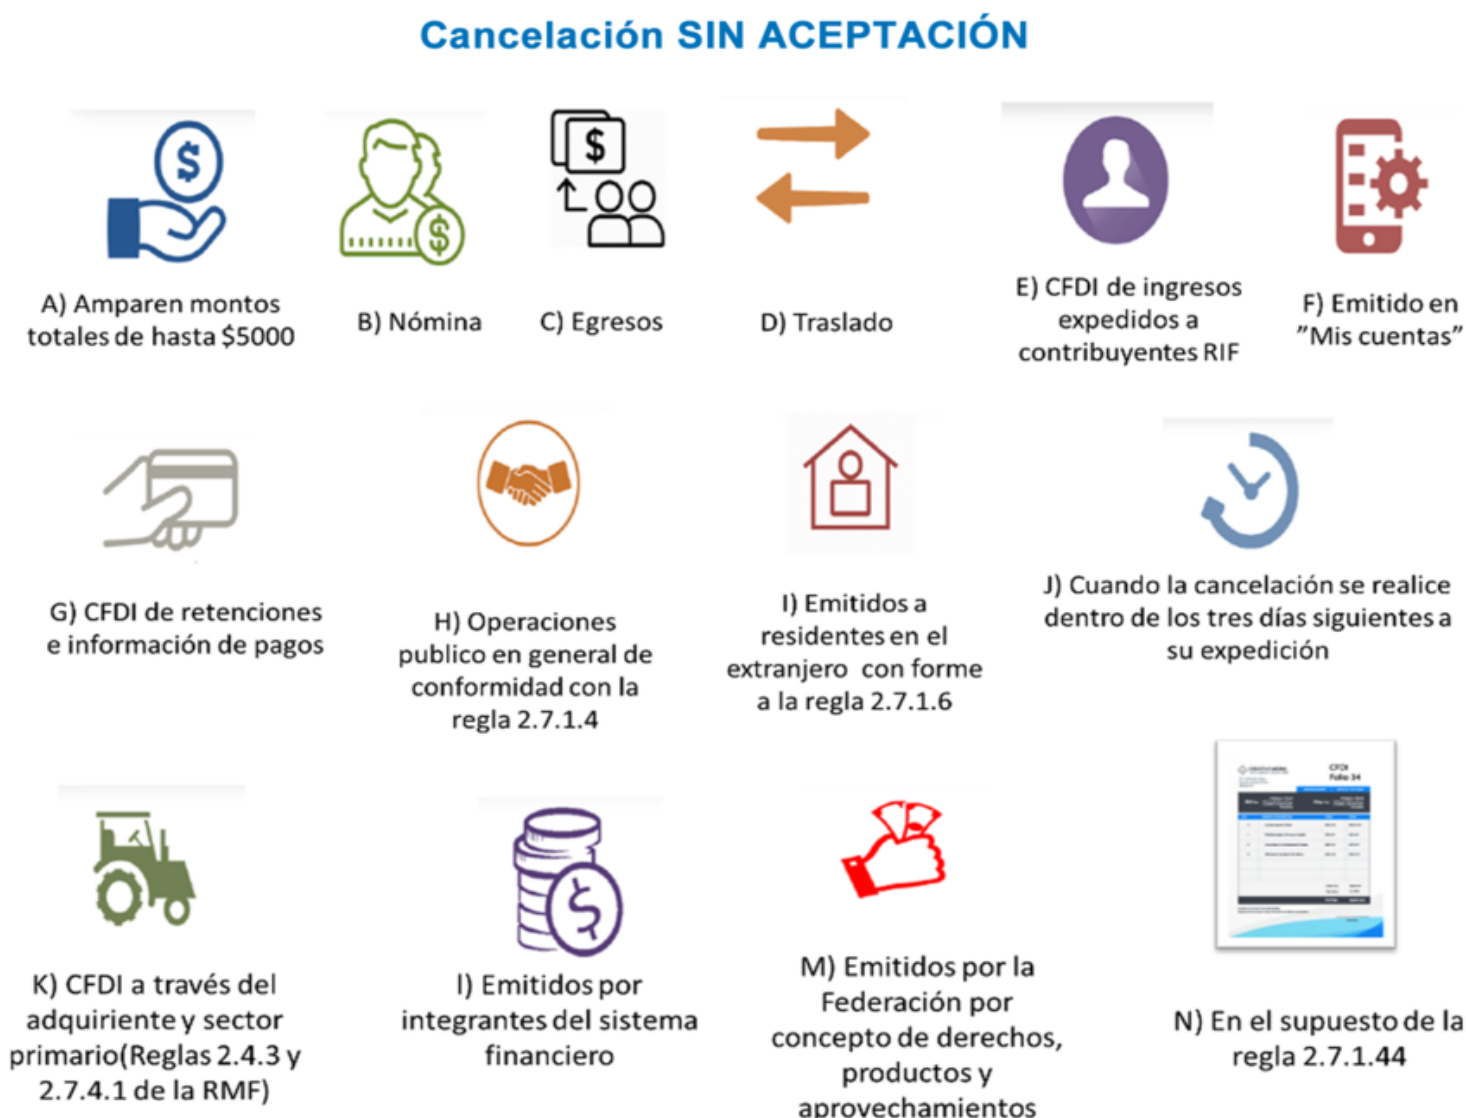 Cancelación SIN ACEPTACIÓN
A) Amparen montos
totales de hasta $5000
B) Nómina
C) Egresos
D) Traslado
E) CFDI de ingresos
expedidos a
contribuyentes RIF
F) Emitido en
”Mis cuentas”
G) CFDI de retenciones
e información de pagos
H) Operaciones
publico en general de
conformidad con la
regla 2.7.1.4
I) Emitidos a
residentes en el
extranjero con forme
a la regla 2.7.1.6
J) Cuando la cancelación se realice
dentro de los tres días siguientes a
su expedición
K) CFDI a través del
adquiriente y sector
primario(Reglas 2.4.3 y
2.7.4.1 de la RMF)
l) Emitidos por
integrantes del sistema
financiero
M) Emitidos por la
Federación por
concepto de derechos,
productos y
aprovechamientos
CFDI
Folio 34
N) En el supuesto de la
regla 2.7.1.44